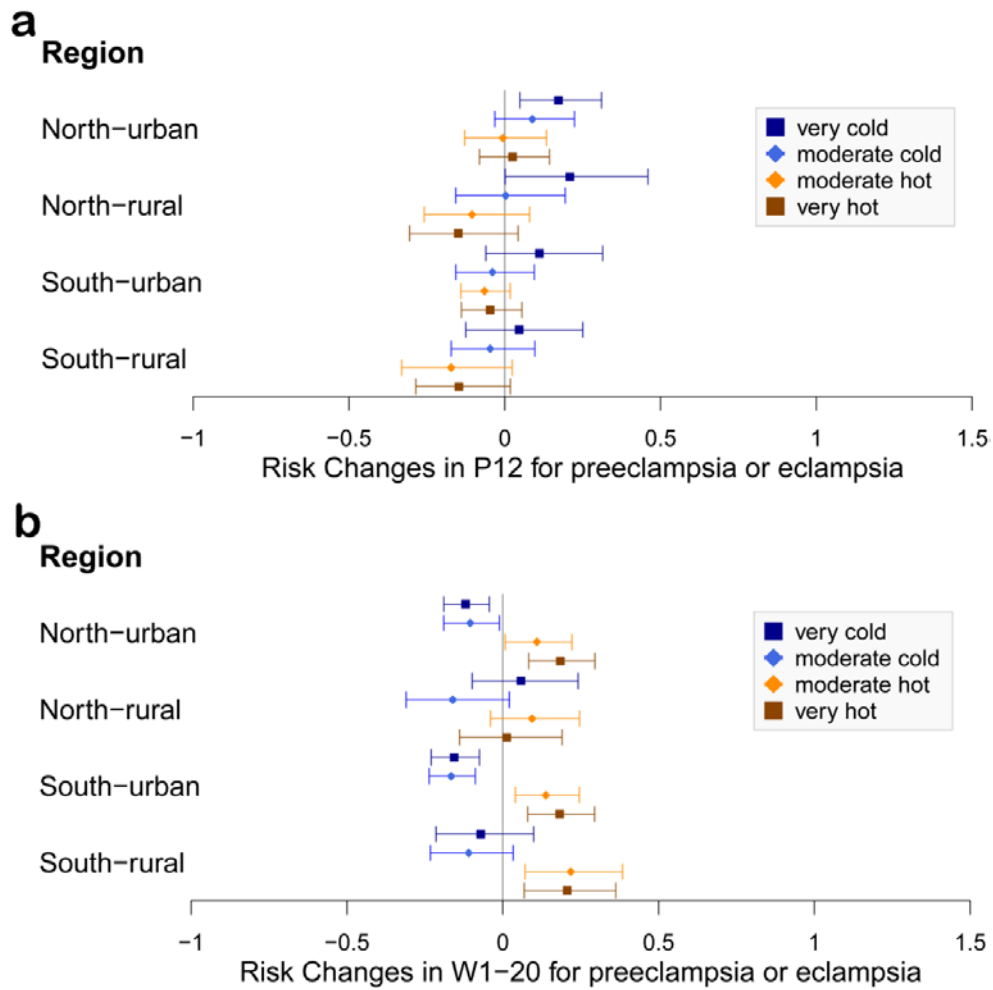 a
Region
North−urban
North−rural
South−urban
South−rural
very cold
moderate cold
moderate hot
very hot
−1 −0.5 0 0.5 1 1.5
Risk Changes in P12 for preeclampsia or eclampsia
b
Region
North−urban
North−rural
South−urban
South−rural
very cold
moderate cold
moderate hot
very hot
−1 −0.5 0 0.5 1 1.5
Risk Changes in W1−20 for preeclampsia or eclampsia